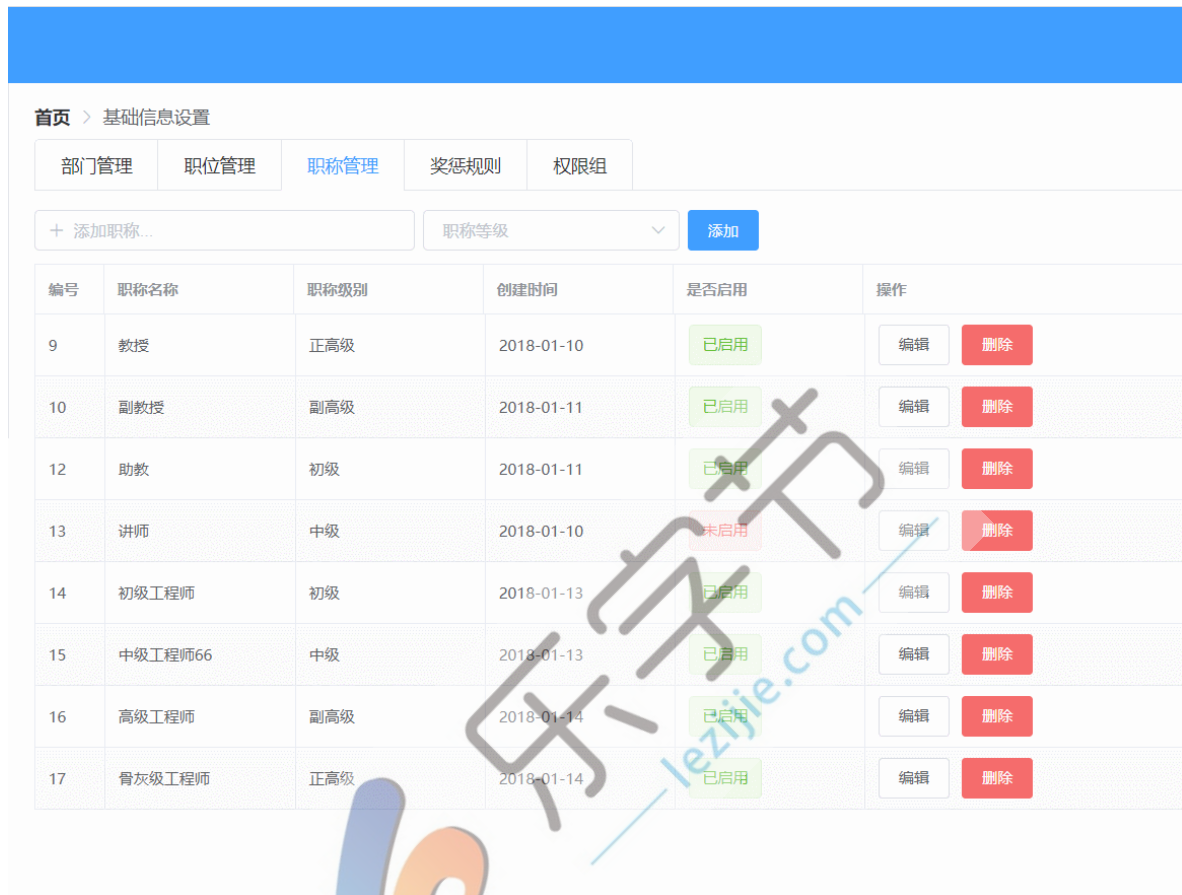 首页 > 基础信息设置
部门管理 职位管理 职称管理 奖惩规则 权限组
+ 添加职称... 职称等级 添加
编号 职称名称 职称级别 创建时间 是否启用 操作
9 教授 正高级 2018-01-10 已启用 编辑 删除
10 副教授 副高级 2018-01-11 已启用 编辑 删除
12 助教 初级 2018-01-11 已启用 编辑 删除
13 讲师 中级 2018-01-10 未启用 编辑 删除
14 初级工程师 初级 2018-01-13 已启用 编辑 删除
15 中级工程师66 中级 2018-01-13 已启用 编辑 删除
16 高级工程师 副高级 2018-01-14 已启用 编辑 删除
17 骨灰级工程师 正高级 2018-01-14 已启用 编辑 删除
乐字节
lezijie.com